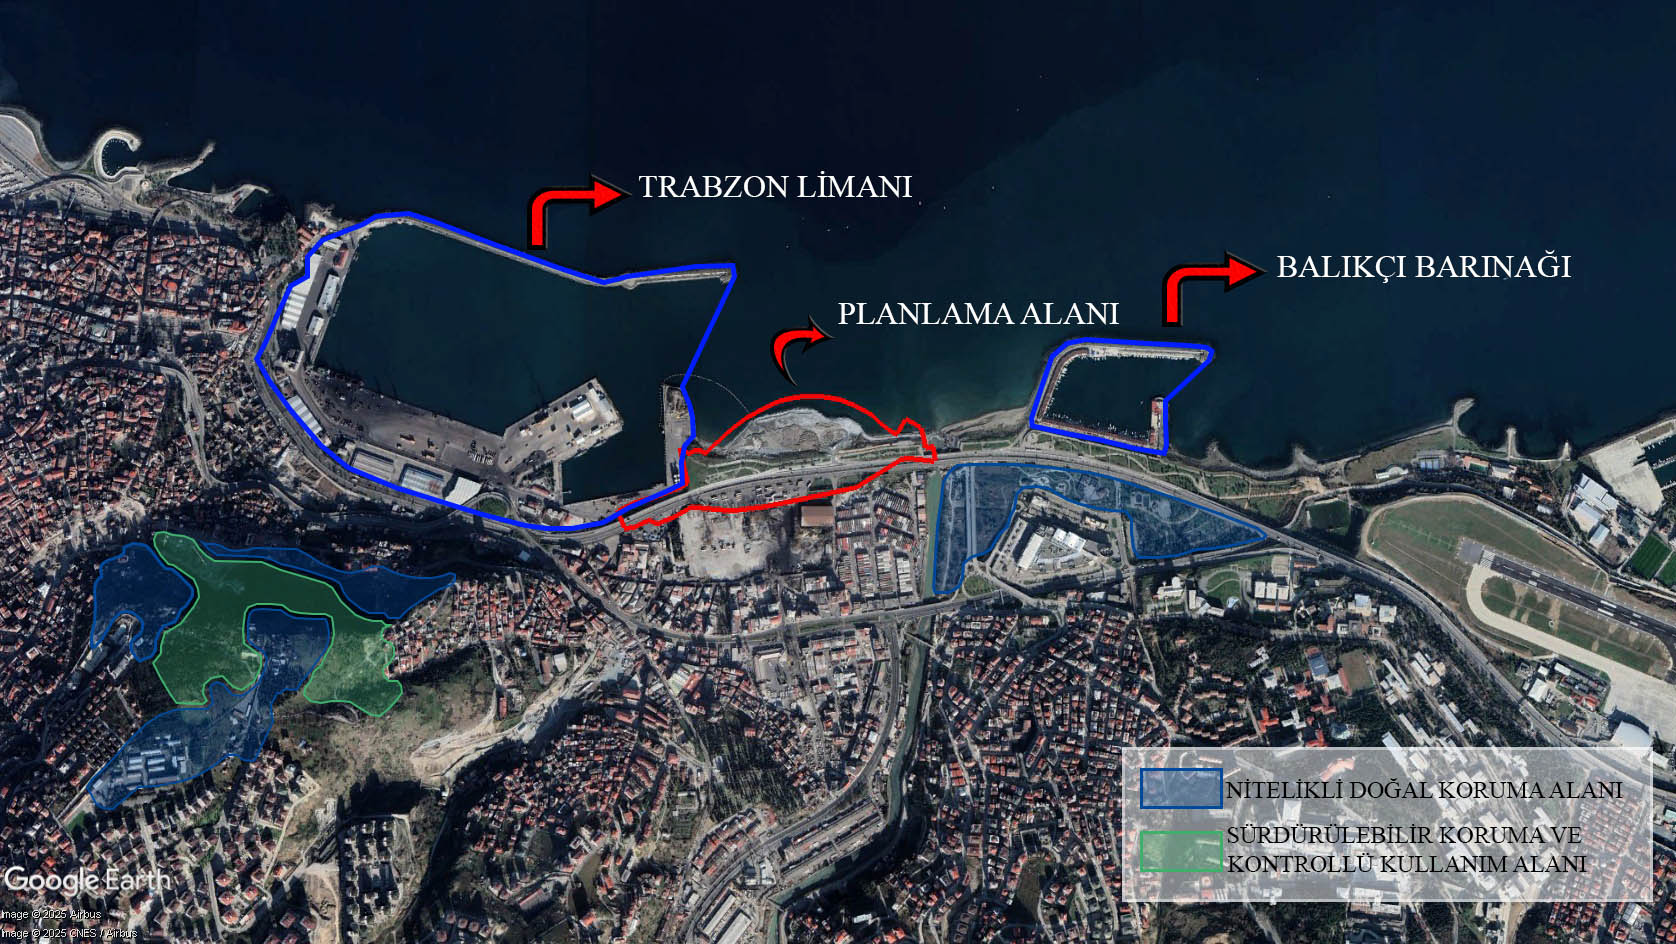 TRABZON LİMANI
BALIKÇI BARINAĞI
PLANLAMA ALANI
NİTELİKLİ DOĞAL KORUMA ALANI
SÜRDÜRÜLEBİLİR KORUMA VE
KONTROLLÜ KULLANIM ALANI
Google Earth
Image © 2025 Airbus
Image © 2025 CNES / Airbus